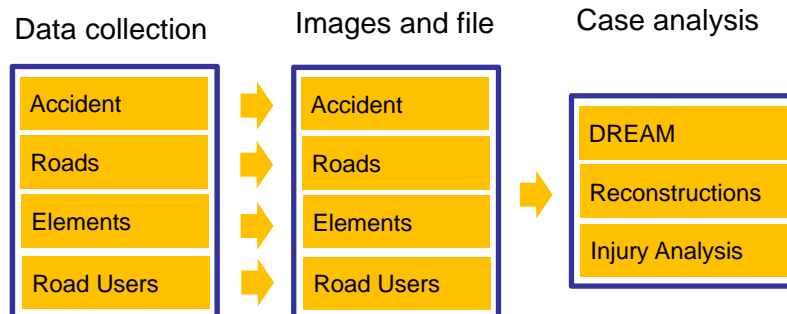 Data collection
Images and file
Case analysis
Accident
Roads
Elements
Road Users
Accident
Roads
Elements
Road Users
DREAM
Reconstructions
Injury Analysis